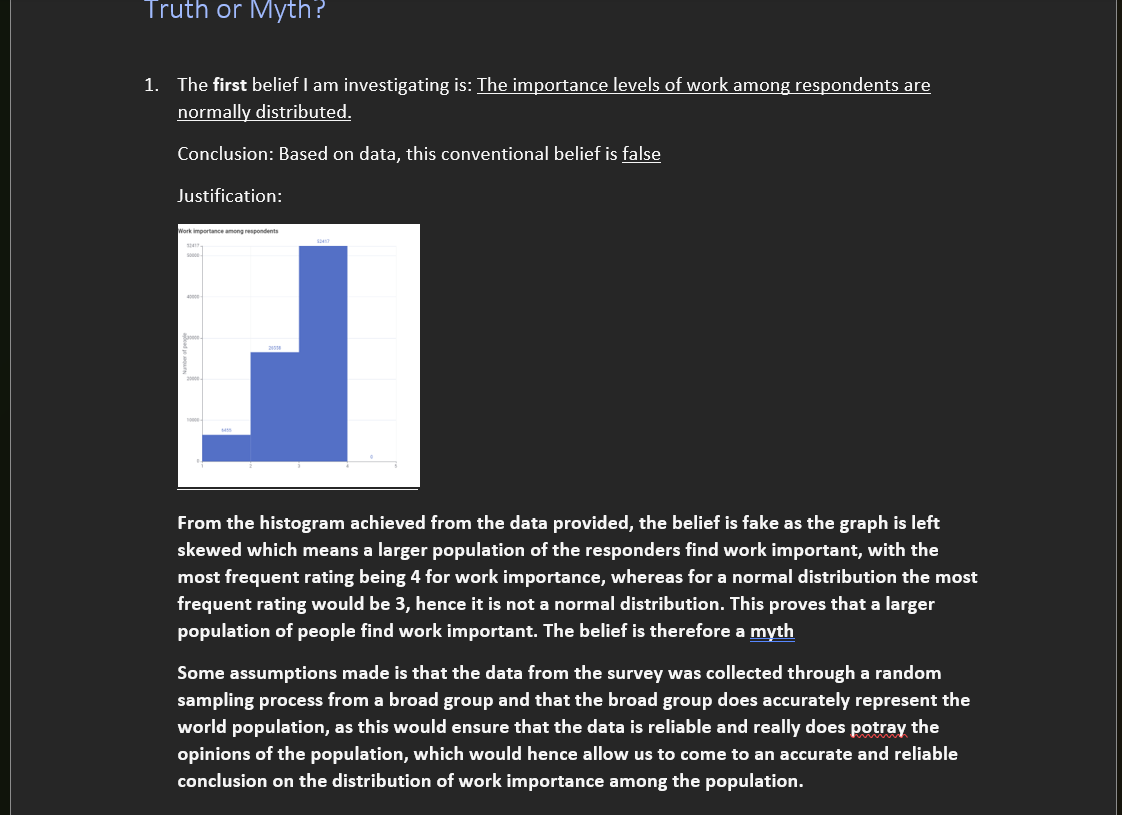 Truth or Myth?
1. The first belief I am investigating is: The importance levels of work among respondents are
normally distributed.
Conclusion: Based on data, this conventional belief is false
Justification:
Work importance among respondents
52417
52417
50000
40000
Number of people
30000
20000
10000
0
6455
0
1 2 3 4 5
From the histogram achieved from the data provided, the belief is fake as the graph is left
skewed which means a larger population of the responders find work important, with the
most frequent rating being 4 for work importance, whereas for a normal distribution the most
frequent rating would be 3, hence it is not a normal distribution. This proves that a larger
population of people find work important. The belief is therefore a myth
Some assumptions made is that the data from the survey was collected through a random
sampling process from a broad group and that the broad group does accurately represent the
world population, as this would ensure that the data is reliable and really does potray the
opinions of the population, which would hence allow us to come to an accurate and reliable
conclusion on the distribution of work importance among the population.